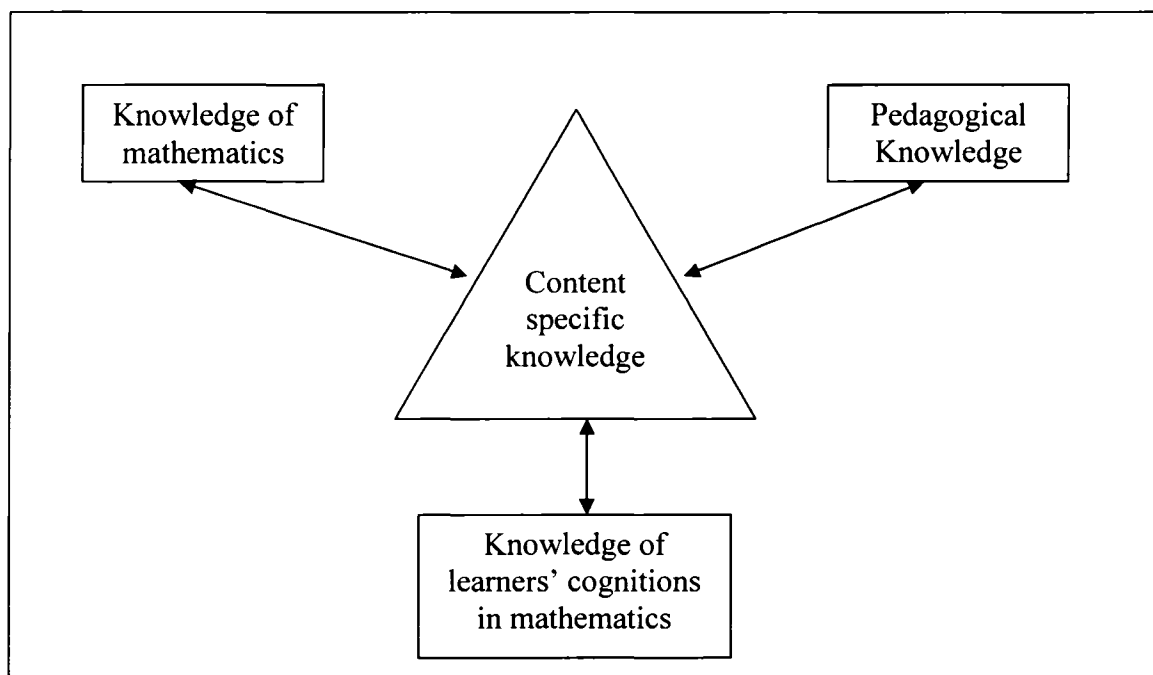 Knowledge of
mathematics
Pedagogical
Knowledge
Content
specific
knowledge
Knowledge of
learners’ cognitions
in mathematics